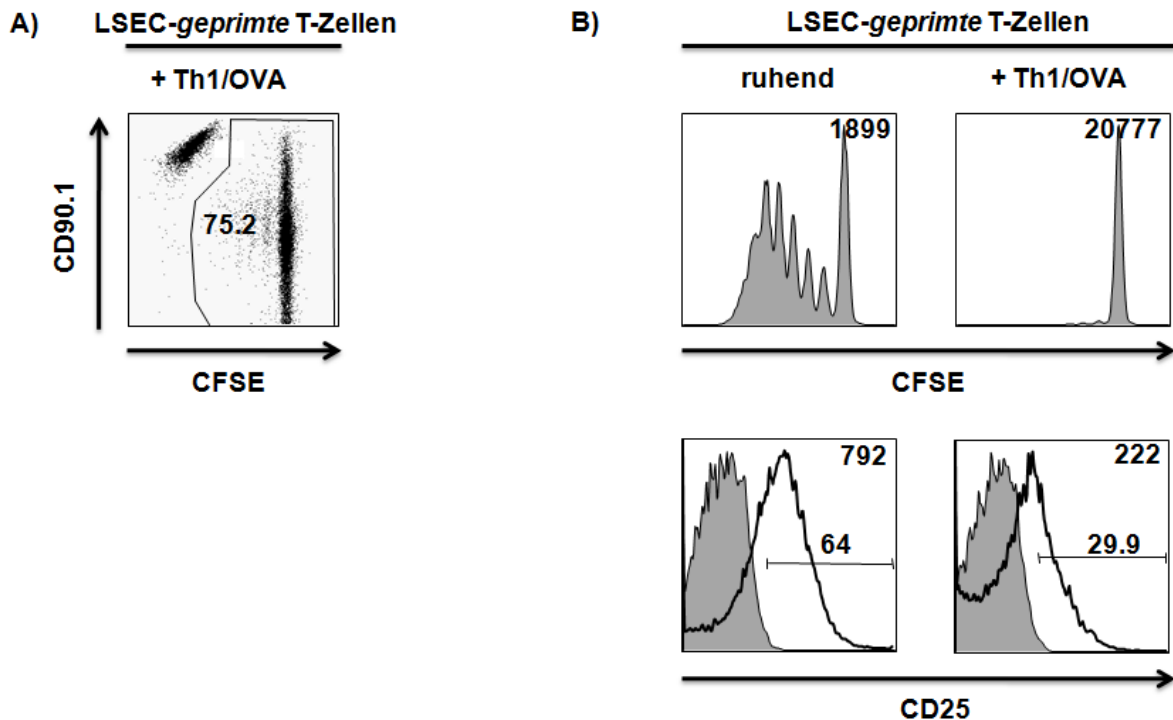 A)
LSEC-geprimte T-Zellen
+ Th1/OVA
CD90.1
75.2
CFSE
B)
LSEC-geprimte T-Zellen
ruhend
+ Th1/OVA
1899
20777
CFSE
792
64
222
29.9
CD25